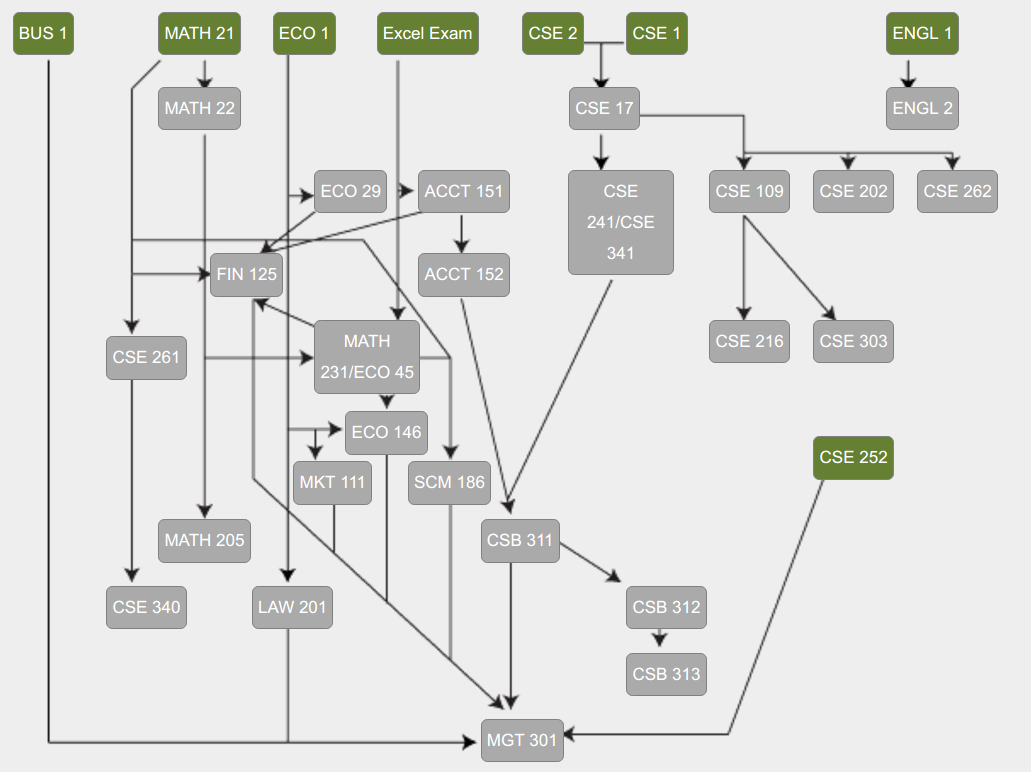 BUS 1
MATH 21
ECO 1
Excel Exam
CSE 2
CSE 1
ENGL 1
MATH 22
CSE 17
ENGL 2
ECO 29
ACCT 151
CSE
241/CSE
341
CSE 109
CSE 202
CSE 262
FIN 125
ACCT 152
CSE 261
MATH
231/ECO 45
CSE 216
CSE 303
ECO 146
MKT 111
SCM 186
CSE 252
MATH 205
CSB 311
CSE 340
LAW 201
CSB 312
CSB 313
MGT 301